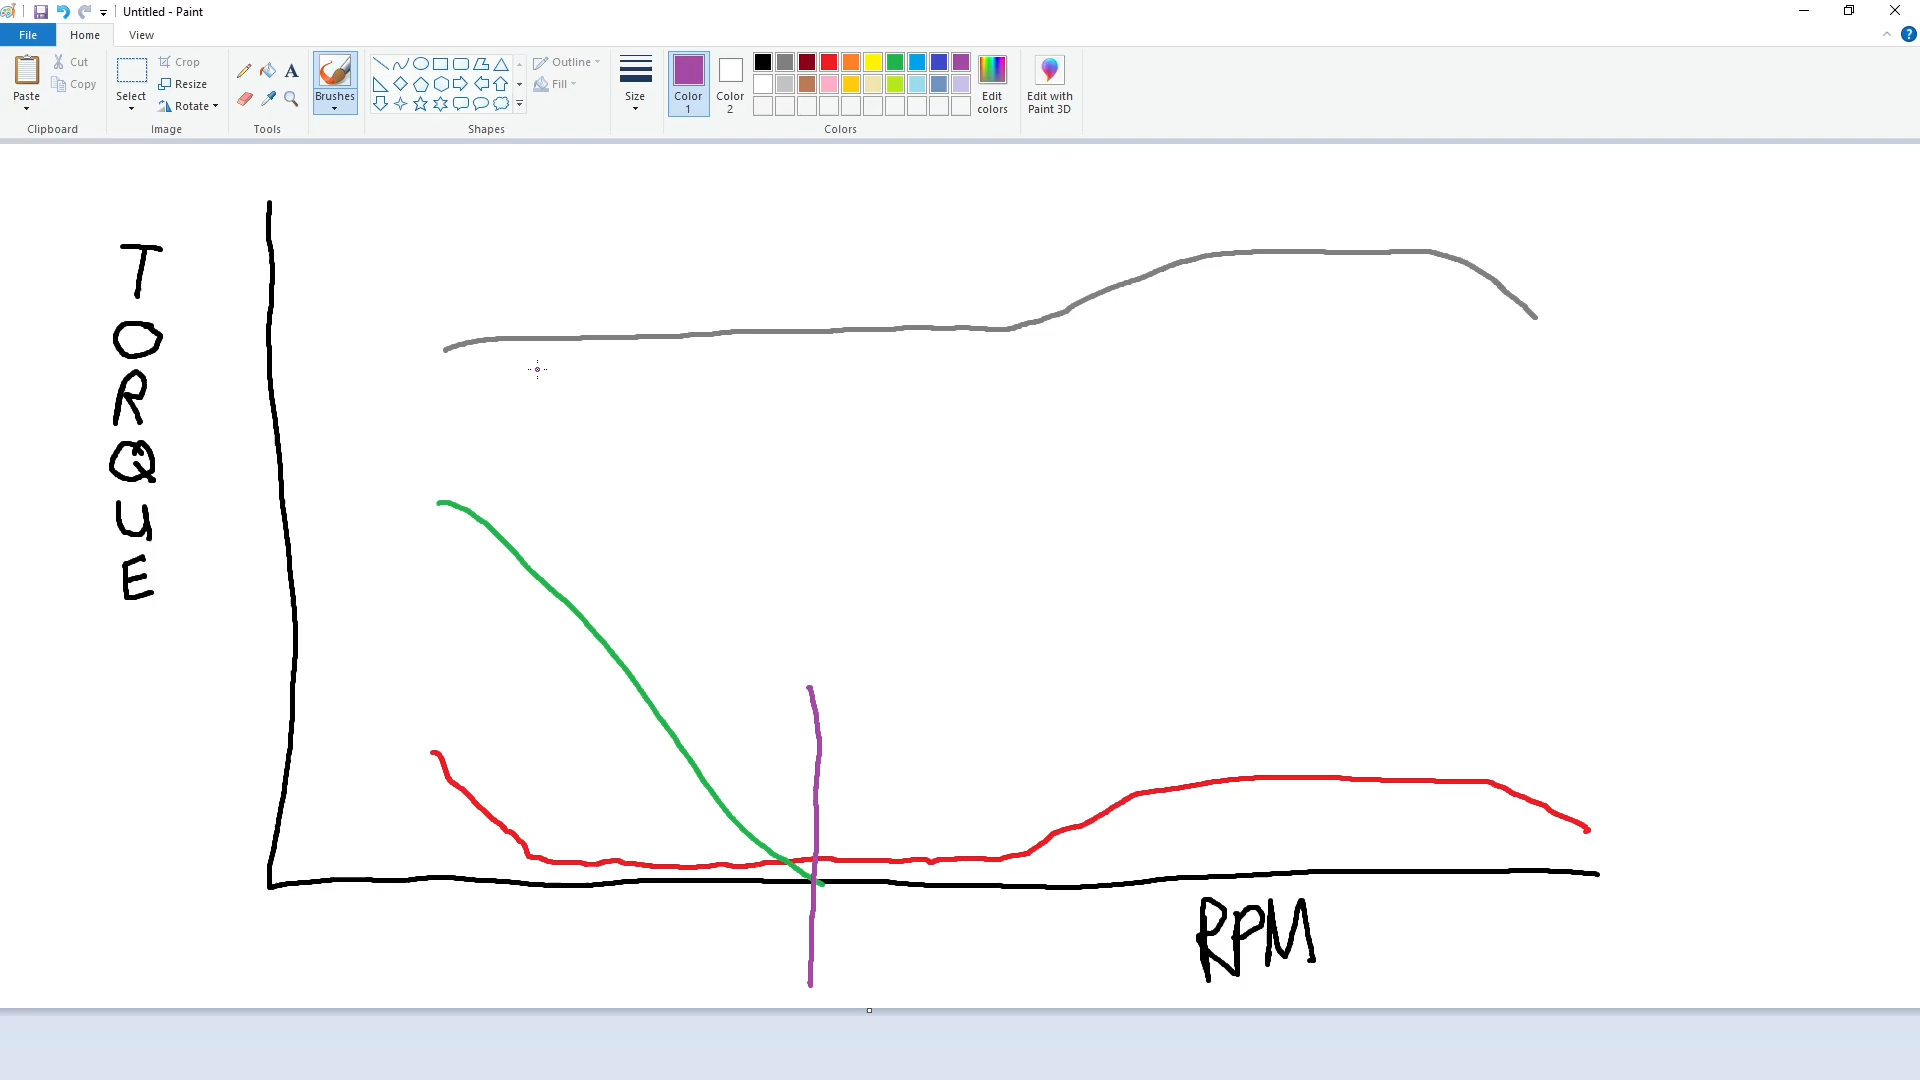 Untitled - Paint
File Home View
Paste
Cut
Copy
Clipboard
Select
Crop
Resize
Rotate
Image
A
Tools
Brushes
Outline
Fill
Shapes
Size
Color 1
Color 2
Edit colors
Colors
Edit with Paint 3D
?
TORQUE
RPM